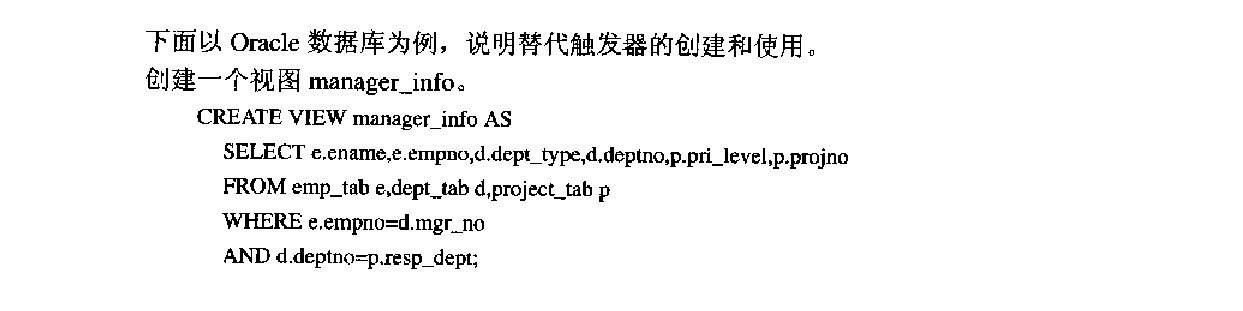 下面以 Oracle 数据库为例，说明替代触发器的创建和使用。
创建一个视图 manager_info。
CREATE VIEW manager_info AS
SELECT e.ename,e.empno,d.dept_type,d.deptno,p.pri_level,p.projno
FROM emp_tab e,dept_tab d,project_tab p
WHERE e.empno=d.mgr_no
AND d.deptno=p.resp_dept;